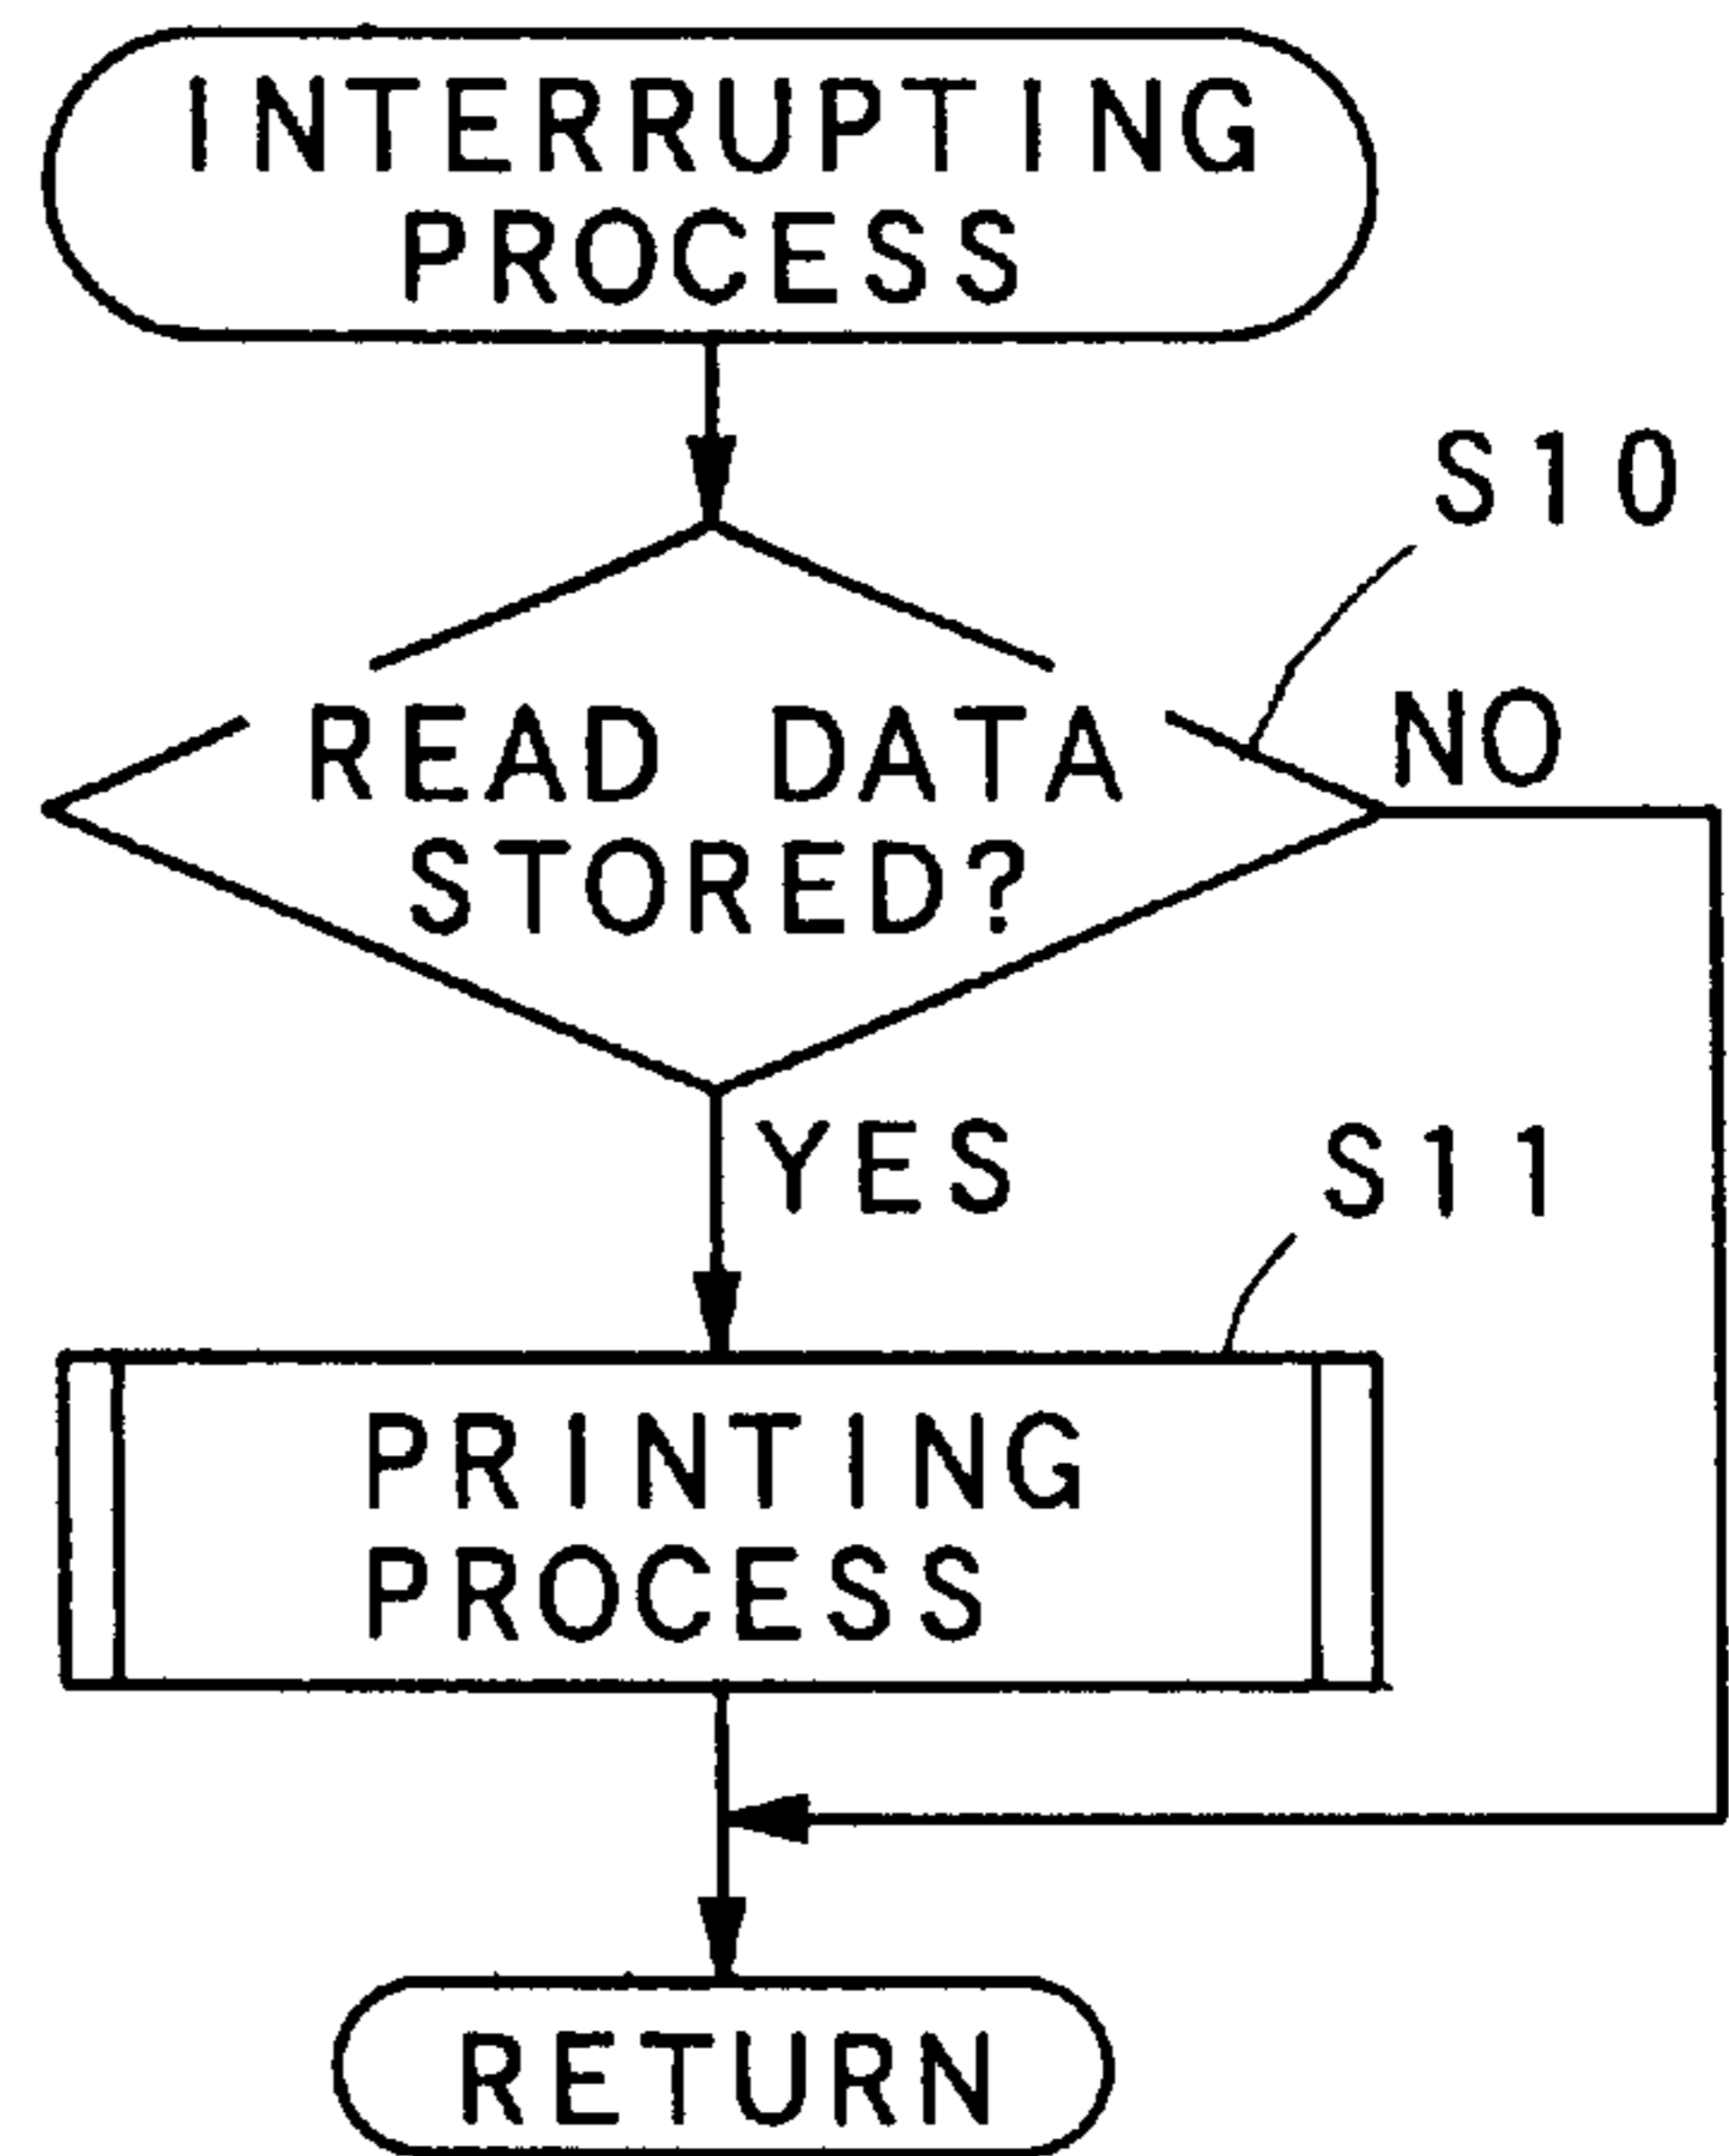 INTERRUPTING
PROCESS
S10
READ DATA
STORED?
NO
YES
S11
PRINTING
PROCESS
RETURN